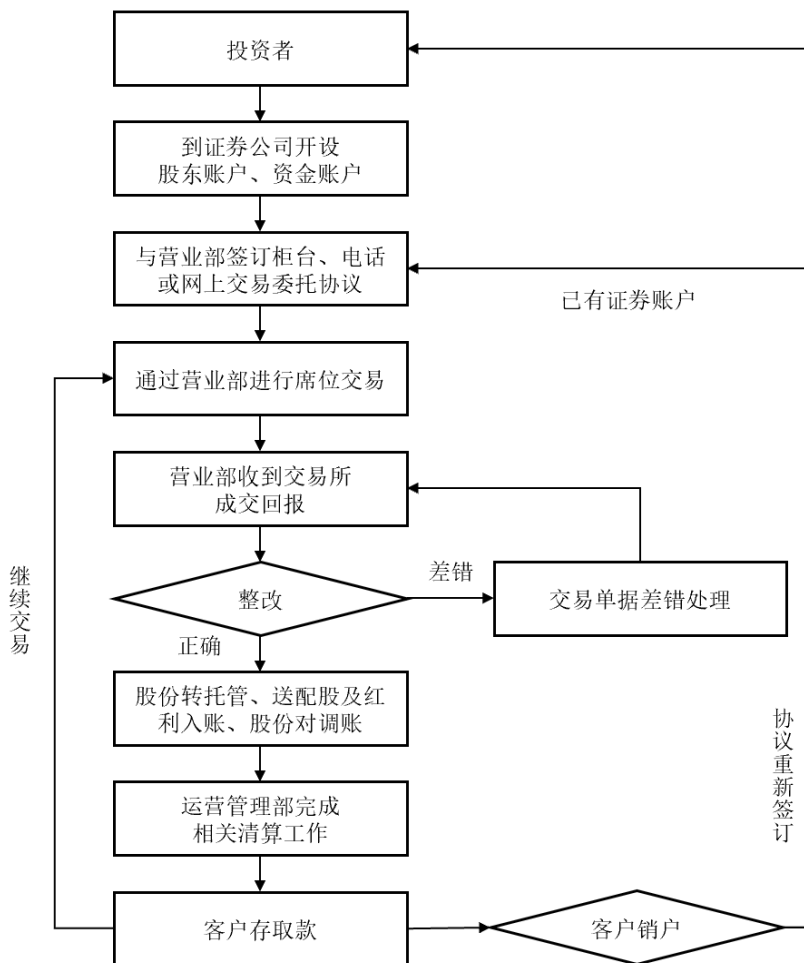 投资者
到证券公司开设
股东账户、资金账户
与营业部签订柜台、电话
或网上交易委托协议
已有证券账户
通过营业部进行席位交易
营业部收到交易所
成交回报
继续交易
整改
差错
交易单据差错处理
正确
股份转托管、送配股及红
利入账、股份对调账
协议重新签订
运营管理部完成
相关清算工作
客户存取款
客户销户